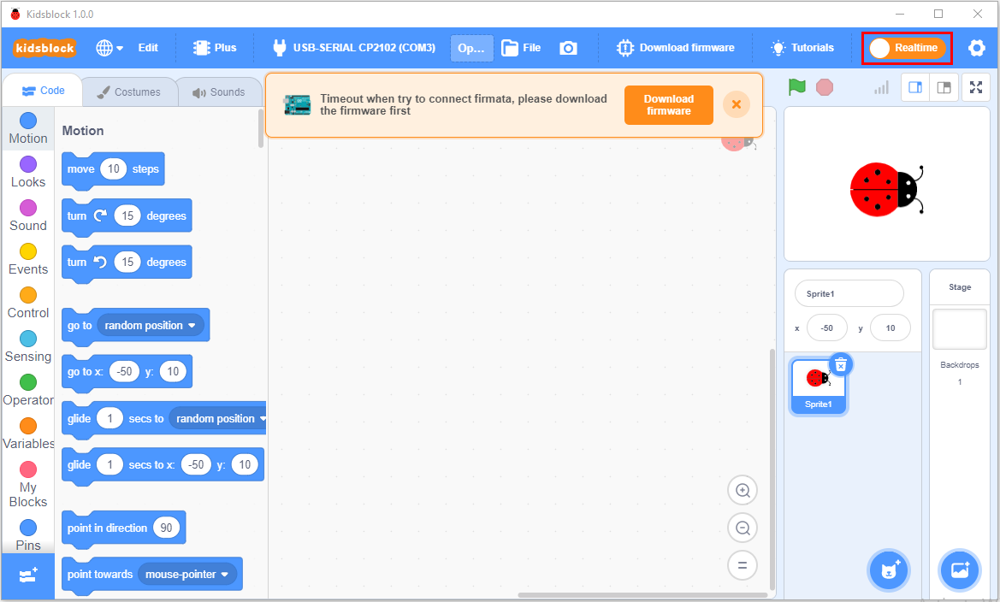 Kidsblock 1.0.0
kidsblock
Edit
Plus
USB-SERIAL CP2102 (COM3)
Op...
File
Download firmware
Tutorials
Realtime
Code
Costumes
Sounds
Timeout when try to connect firmata, please download
the firmware first
Download
firmware
Motion
Looks
Sound
Events
Control
Sensing
Operator
Variables
My
Blocks
Pins
Motion
move 10 steps
turn 15 degrees
turn 15 degrees
go to random position
go to x: -50 y: 10
glide 1 secs to random position
glide 1 secs to x: -50 y: 10
point in direction 90
point towards mouse-pointer
Sprite1
x -50 y 10
Sprite1
Stage
Backdrops
1